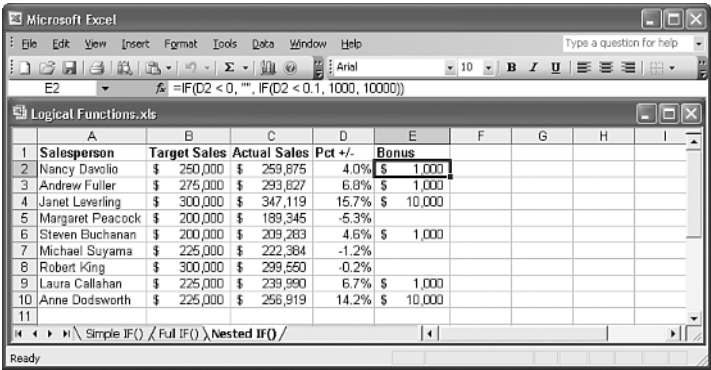 Microsoft Excel
File Edit View Insert Format Tools Data Window Help Type a question for help
Arial 10 B I U
E2 fx =IF(D2 < 0, "", IF(D2 < 0.1, 1000, 10000))
Logical Functions.xls
A B C D E F G H I
1 Salesperson Target Sales Actual Sales Pct +/- Bonus
2 Nancy Davolio $ 250,000 $ 259,875 4.0% $ 1,000
3 Andrew Fuller $ 275,000 $ 293,827 6.8% $ 1,000
4 Janet Leverling $ 300,000 $ 347,119 15.7% $ 10,000
5 Margaret Peacock $ 200,000 $ 189,345 -5.3%
6 Steven Buchanan $ 200,000 $ 209,283 4.6% $ 1,000
7 Michael Suyama $ 225,000 $ 222,384 -1.2%
8 Robert King $ 300,000 $ 299,550 -0.2%
9 Laura Callahan $ 225,000 $ 239,990 6.7% $ 1,000
10 Anne Dodsworth $ 225,000 $ 256,919 14.2% $ 10,000
11
Simple IF() / Full IF() \ Nested IF() /
Ready